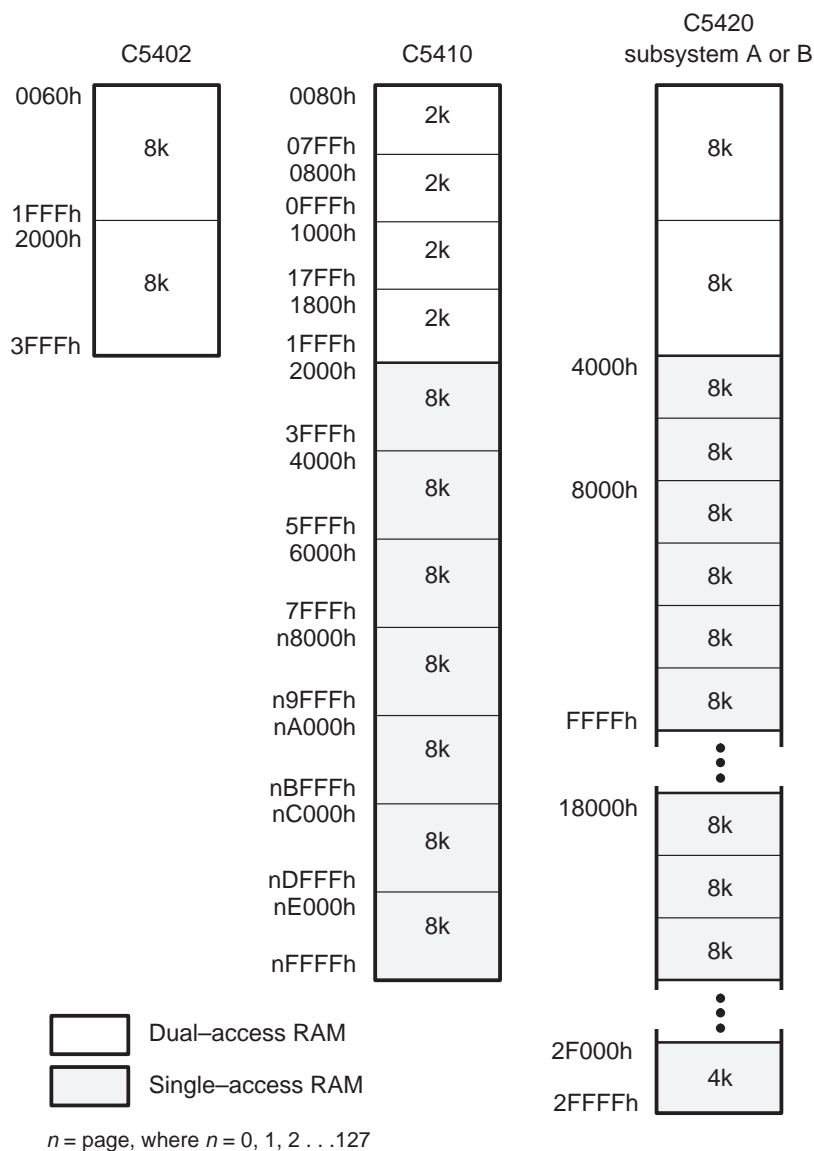 C5402
0060h
8k
1FFFh
2000h
8k
3FFFh
C5410
0080h
2k
07FFh
0800h
2k
0FFFh
1000h
2k
17FFh
1800h
2k
1FFFh
2000h
8k
3FFFh
4000h
8k
5FFFh
6000h
8k
7FFFh
n8000h
8k
n9FFFh
nA000h
8k
nBFFFh
nC000h
8k
nDFFFh
nE000h
8k
nFFFFh
C5420
subsystem A or B
8k
8k
4000h
8k
8k
8000h
8k
8k
8k
8k
FFFFh
18000h
8k
8k
8k
2F000h
4k
2FFFFh
Dual–access RAM
Single–access RAM
n = page, where n = 0, 1, 2 . . .127